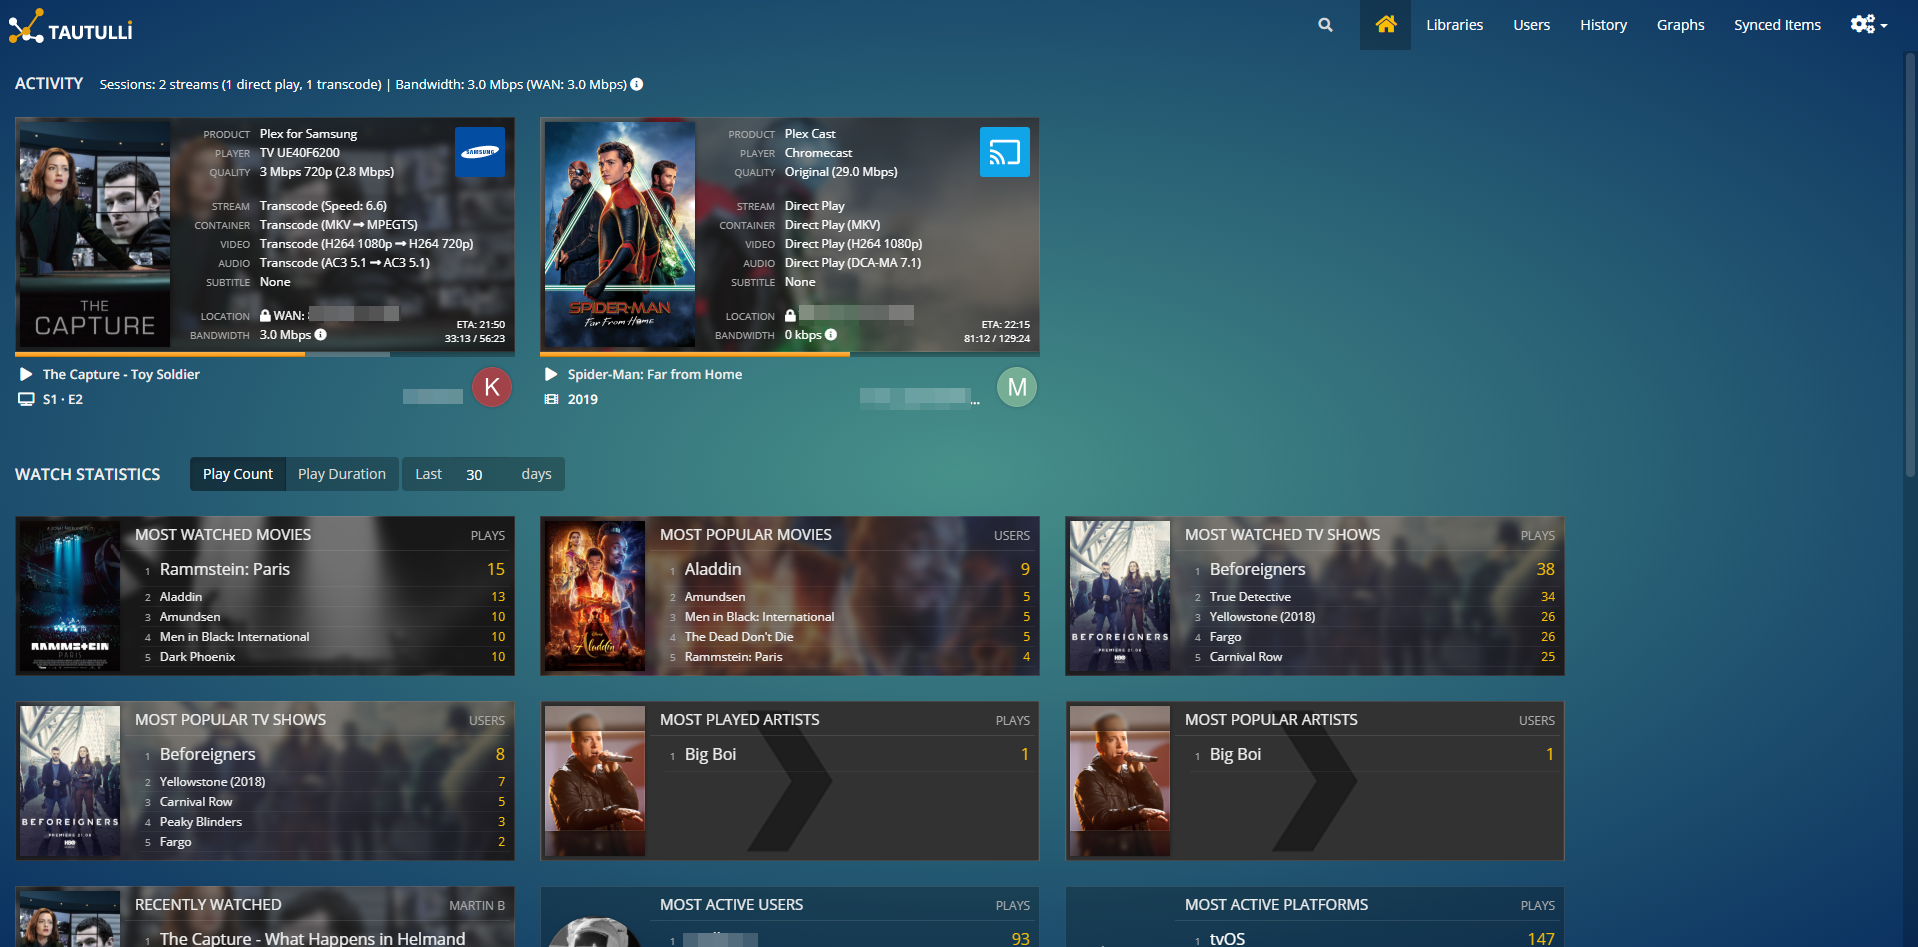 TAUTULLI
Libraries
Users
History
Graphs
Synced Items
ACTIVITY Sessions: 2 streams (1 direct play, 1 transcode) | Bandwidth: 3.0 Mbps (WAN: 3.0 Mbps)
THE
CAPTURE
PRODUCT Plex for Samsung
PLAYER TV UE40F6200
QUALITY 3 Mbps 720p (2.8 Mbps)
STREAM Transcode (Speed: 6.6)
CONTAINER Transcode (MKV → MPEGTS)
VIDEO Transcode (H264 1080p → H264 720p)
AUDIO Transcode (AC3 5.1 → AC3 5.1)
SUBTITLE None
LOCATION WAN:
BANDWIDTH 3.0 Mbps
SAMSUNG
ETA: 21:50
33:13 / 56:23
The Capture - Toy Soldier
S1 · E2
K
SPIDER-MAN
Far From Home
PRODUCT Plex Cast
PLAYER Chromecast
QUALITY Original (29.0 Mbps)
STREAM Direct Play
CONTAINER Direct Play (MKV)
VIDEO Direct Play (H264 1080p)
AUDIO Direct Play (DCA-MA 7.1)
SUBTITLE None
LOCATION
BANDWIDTH 0 kbps
ETA: 22:15
81:12 / 129:24
Spider-Man: Far from Home
2019
...
M
WATCH STATISTICS Play Count Play Duration Last 30 days
RAMMSTEIN
PARIS
MOST WATCHED MOVIES PLAYS
1 Rammstein: Paris 15
2 Aladdin 13
3 Amundsen 10
4 Men in Black: International 10
5 Dark Phoenix 10
Aladdin
MOST POPULAR MOVIES USERS
1 Aladdin 9
2 Amundsen 5
3 Men in Black: International 5
4 The Dead Don't Die 5
5 Rammstein: Paris 4
BEFOREIGNERS
PREMIERE 21.08
HBO
MOST WATCHED TV SHOWS PLAYS
1 Beforeigners 38
2 True Detective 34
3 Yellowstone (2018) 26
4 Fargo 26
5 Carnival Row 25
BEFOREIGNERS
PREMIERE 21.08
HBO
MOST POPULAR TV SHOWS USERS
1 Beforeigners 8
2 Yellowstone (2018) 7
3 Carnival Row 5
4 Peaky Blinders 3
5 Fargo 2
MOST PLAYED ARTISTS PLAYS
1 Big Boi 1
MOST POPULAR ARTISTS USERS
1 Big Boi 1
RECENTLY WATCHED MARTIN B
1 The Capture - What Happens in Helmand
MOST ACTIVE USERS PLAYS
1 93
MOST ACTIVE PLATFORMS PLAYS
1 tvOS 147